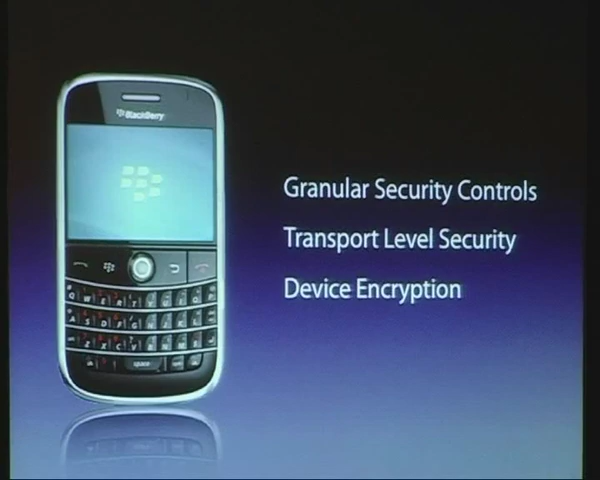 BlackBerry
Granular Security Controls
Transport Level Security
Device Encryption